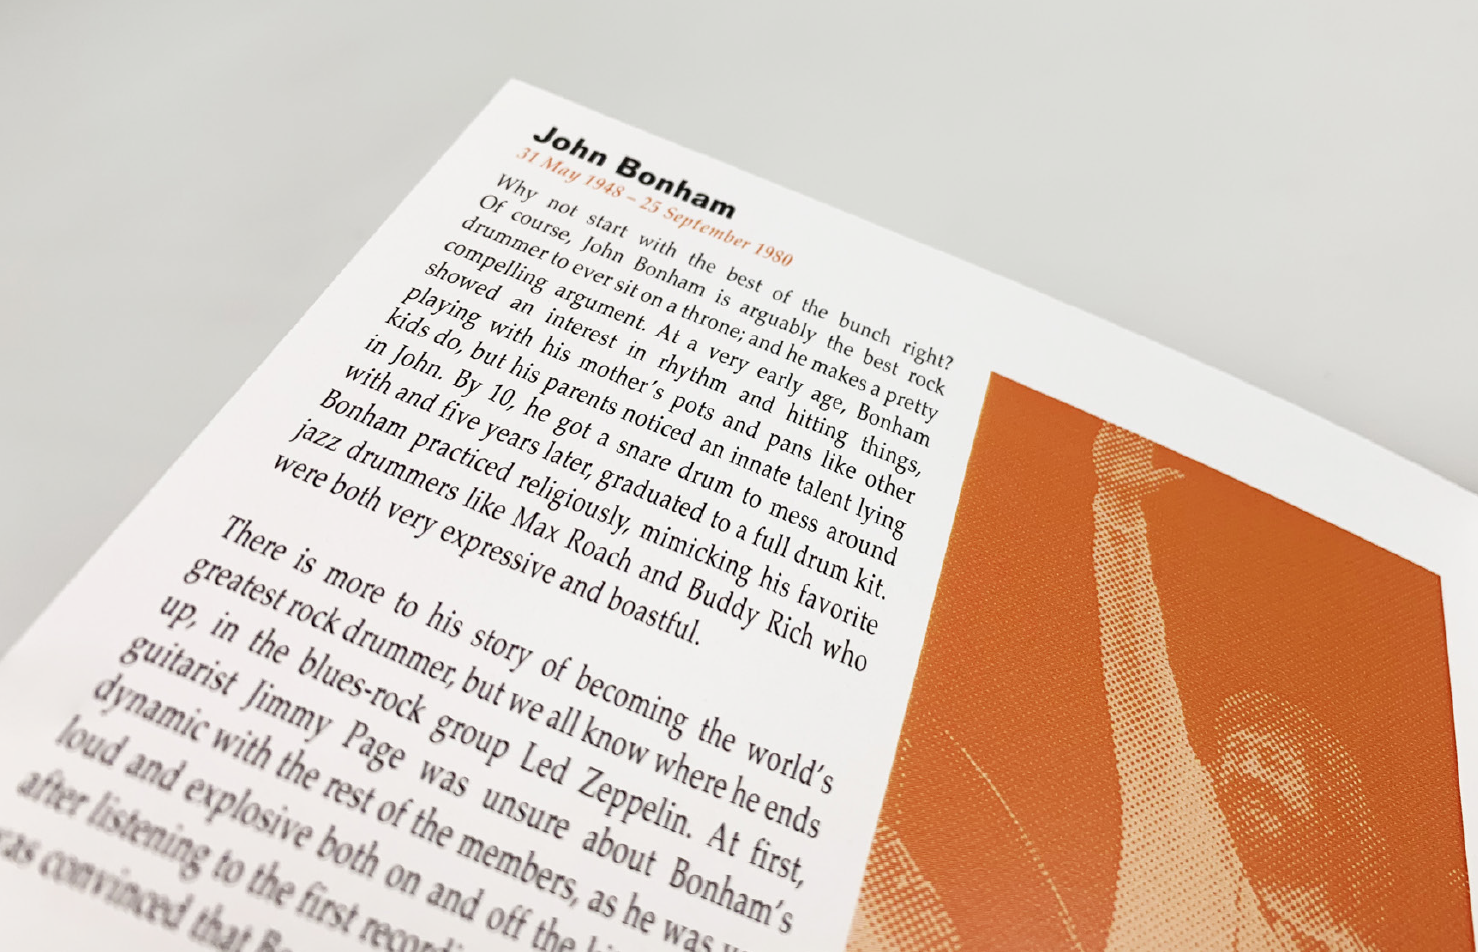 John Bonham
31 May 1948 – 25 September 1980
Why not start with the best of the bunch right?
Of course, John Bonham is arguably the best rock
drummer to ever sit on a throne; and he makes a pretty
compelling argument. At a very early age, Bonham
showed an interest in rhythm and hitting things,
playing with his mother's pots and pans like other
kids do, but his parents noticed an innate talent lying
in John. By 10, he got a snare drum to mess around
with and five years later, graduated to a full drum kit.
Bonham practiced religiously, mimicking his favorite
jazz drummers like Max Roach and Buddy Rich who
were both very expressive and boastful.
There is more to his story of becoming the world's
greatest rock drummer, but we all know where he ends
up, in the blues-rock group Led Zeppelin. At first,
guitarist Jimmy Page was unsure about Bonham's
dynamic with the rest of the members, as he was
loud and explosive both on and off the
after listening to the first
convinced that